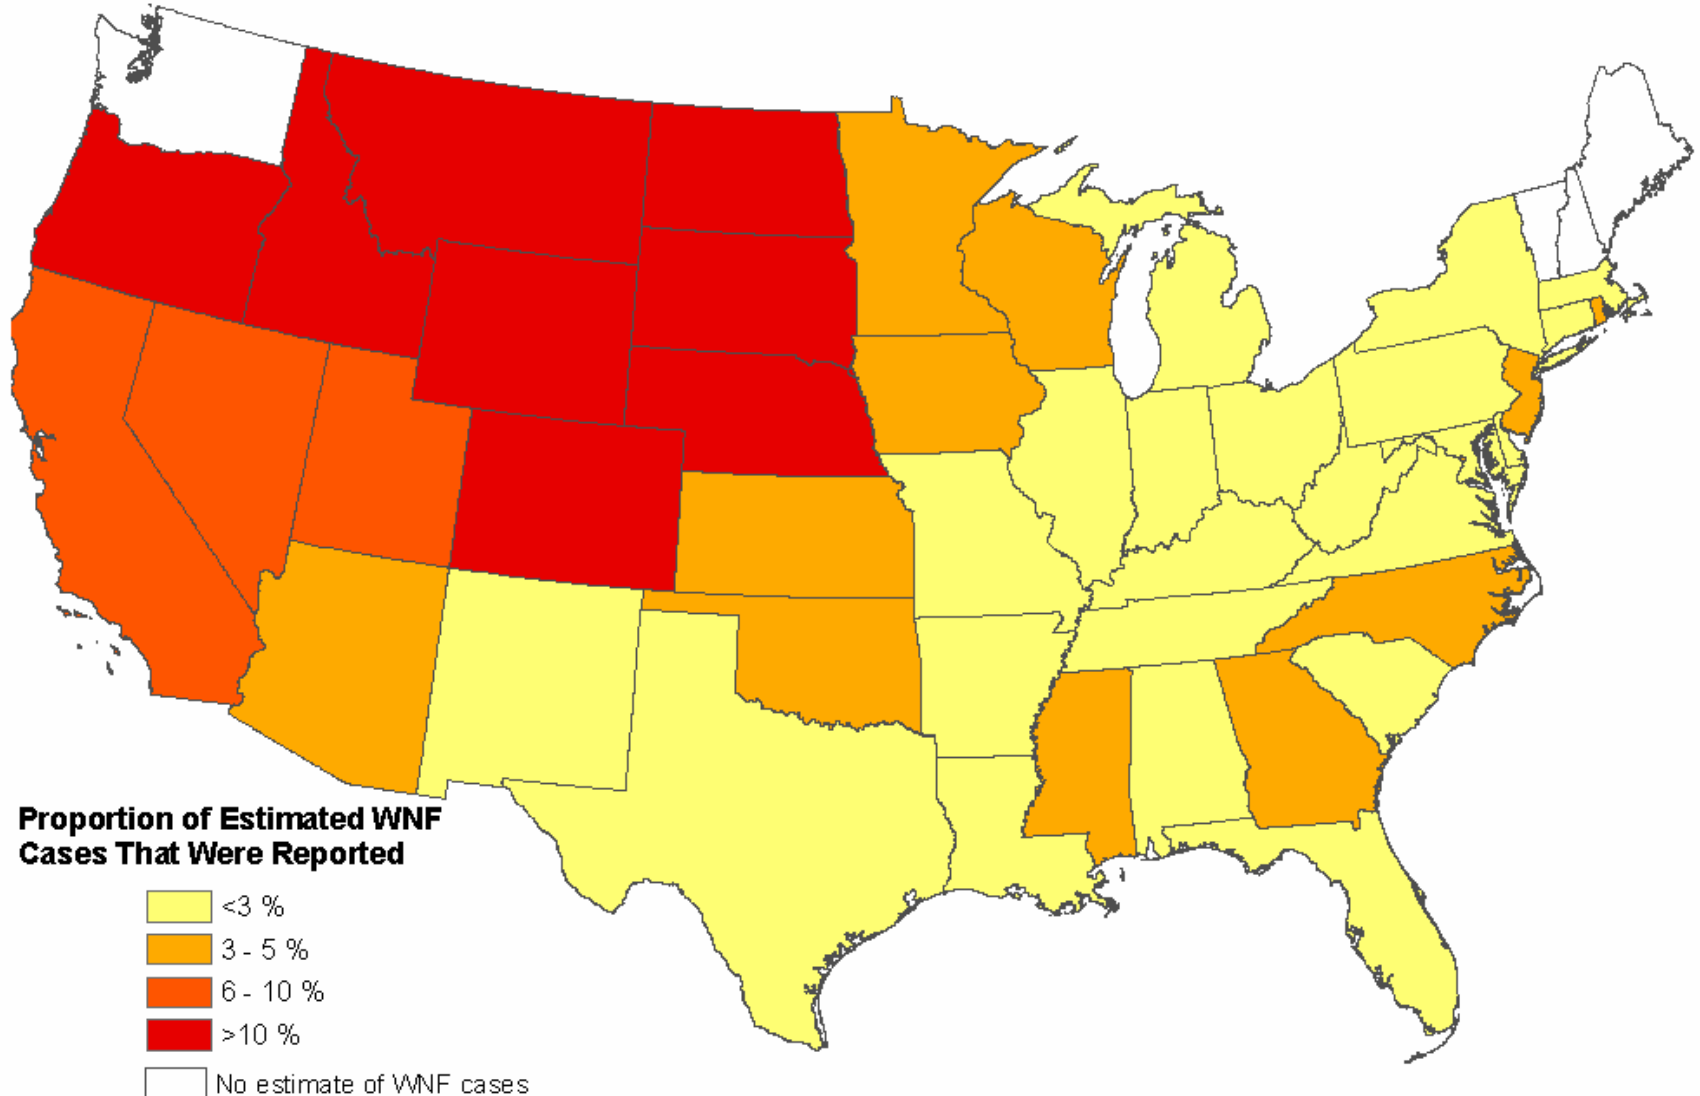 Proportion of Estimated WNF
Cases That Were Reported
<3 %
3 - 5 %
6 - 10 %
>10 %
No estimate of WNF cases